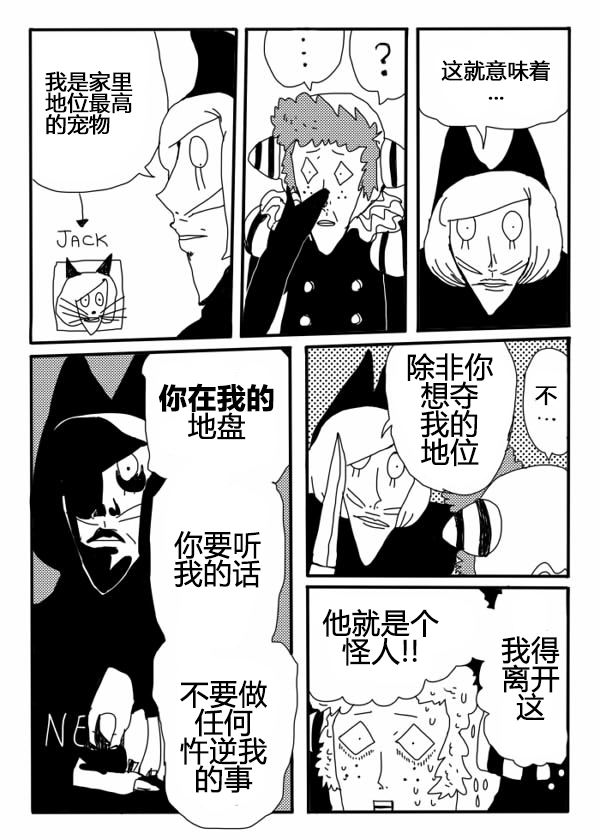 我是家里
地位最高
的宠物
JACK
...
?
这就意味着
...
你在我的
地盘
你要听
我的话
不要做
任何
忤逆我
的事
除非你
想夺
我的
地位
不
...
他就是个
怪人!!
我得
离开
这